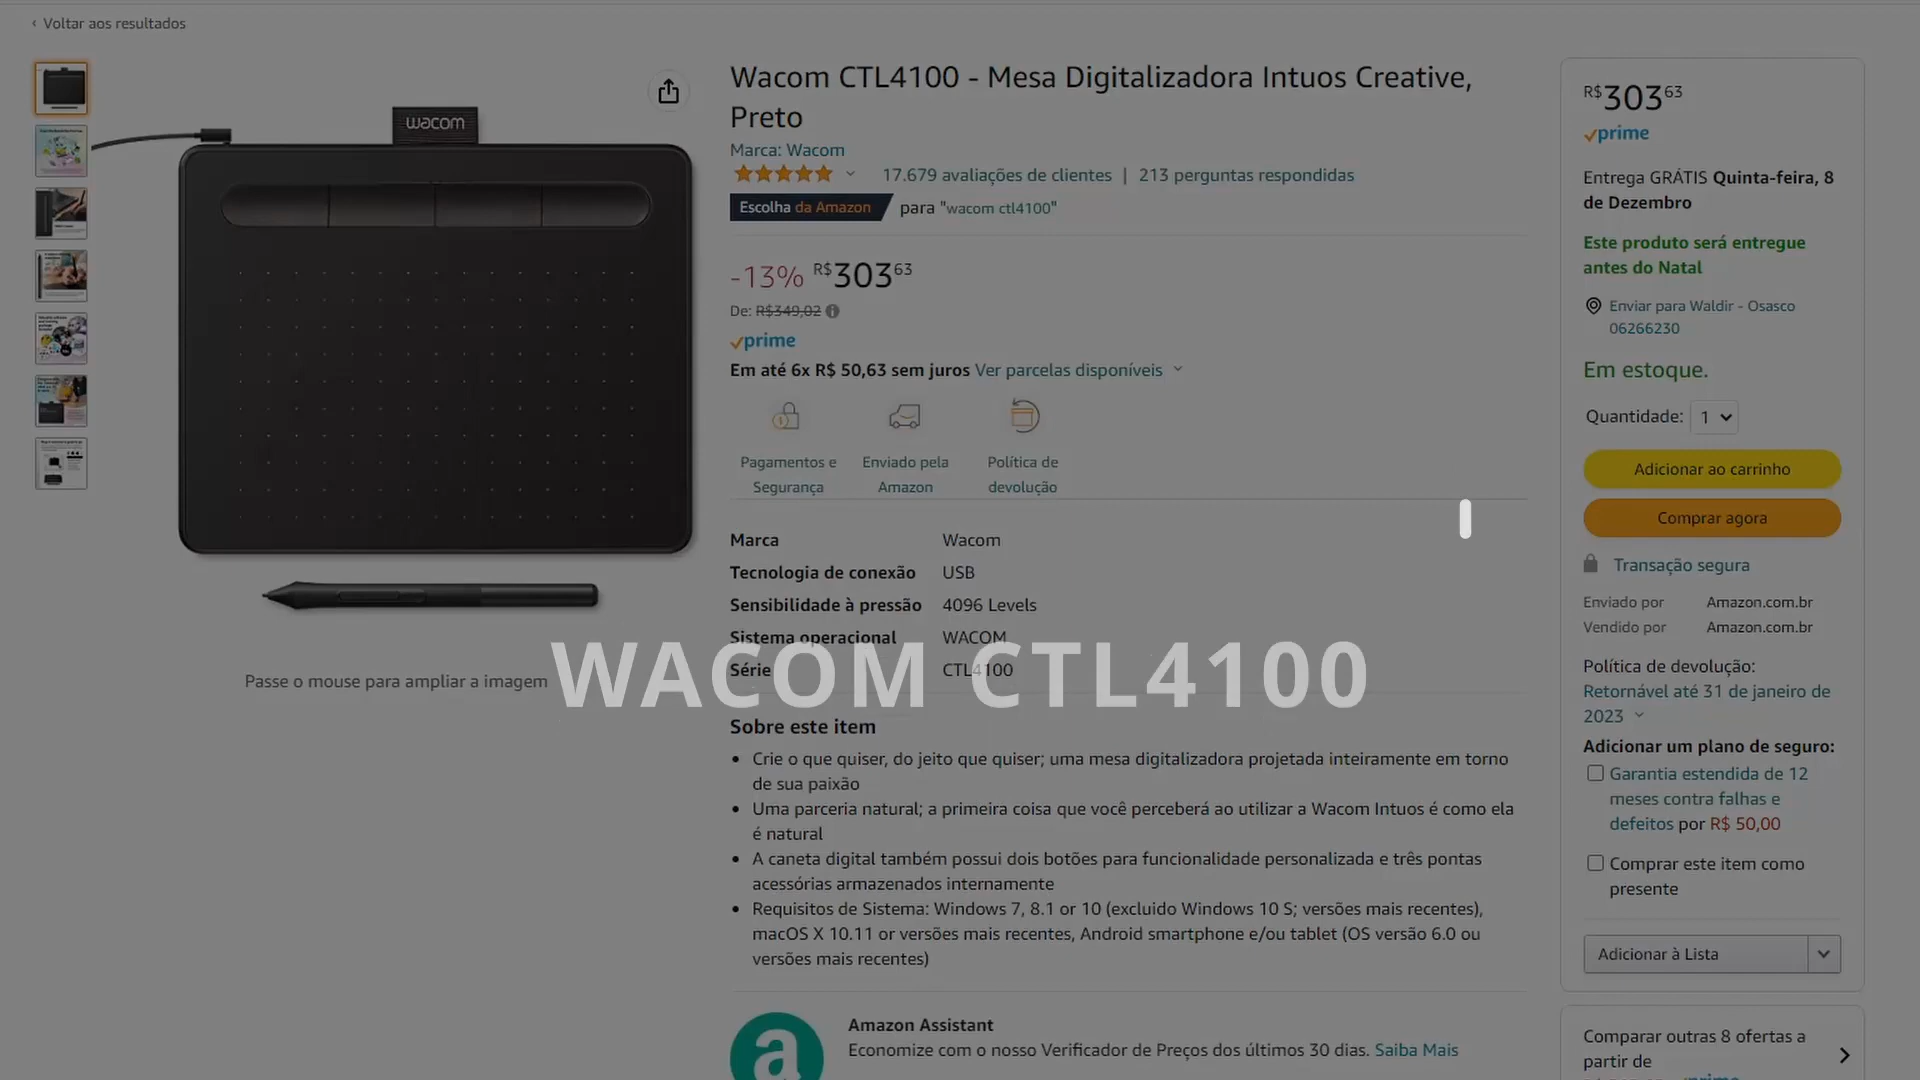 ‹ Voltar aos resultados
wacom
Passe o mouse para ampliar a imagem
Wacom CTL4100 - Mesa Digitalizadora Intuos Creative,
Preto
Marca: Wacom
17.679 avaliações de clientes | 213 perguntas respondidas
Escolha da Amazon para "wacom ctl4100"
-13% R$30363
De: R$349,02
prime
Em até 6x R$ 50,63 sem juros Ver parcelas disponíveis
Pagamentos e
Segurança
Enviado pela
Amazon
Política de
devolução
Marca Wacom
Tecnologia de conexão USB
Sensibilidade à pressão 4096 Levels
Sistema operacional WACOM
Série CTL4100
WACOM CTL4100
Sobre este item
• Crie o que quiser, do jeito que quiser; uma mesa digitalizadora projetada inteiramente em torno
de sua paixão
• Uma parceria natural; a primeira coisa que você perceberá ao utilizar a Wacom Intuos é como ela
é natural
• A caneta digital também possui dois botões para funcionalidade personalizada e três pontas
acessórias armazenados internamente
• Requisitos de Sistema: Windows 7, 8.1 or 10 (excluido Windows 10 S; versões mais recentes),
macOS X 10.11 or versões mais recentes, Android smartphone e/ou tablet (OS versão 6.0 ou
versões mais recentes)
a
Amazon Assistant
Economize com o nosso Verificador de Preços dos últimos 30 dias. Saiba Mais
R$30363
prime
Entrega GRÁTIS Quinta-feira, 8
de Dezembro
Este produto será entregue
antes do Natal
Enviar para Waldir - Osasco
06266230
Em estoque.
Quantidade: 1
Adicionar ao carrinho
Comprar agora
Transação segura
Enviado por Amazon.com.br
Vendido por Amazon.com.br
Política de devolução:
Retornável até 31 de janeiro de
2023
Adicionar um plano de seguro:
Garantia estendida de 12
meses contra falhas e
defeitos por R$ 50,00
Comprar este item como
presente
Adicionar à Lista
Comparar outras 8 ofertas a
partir de
prime